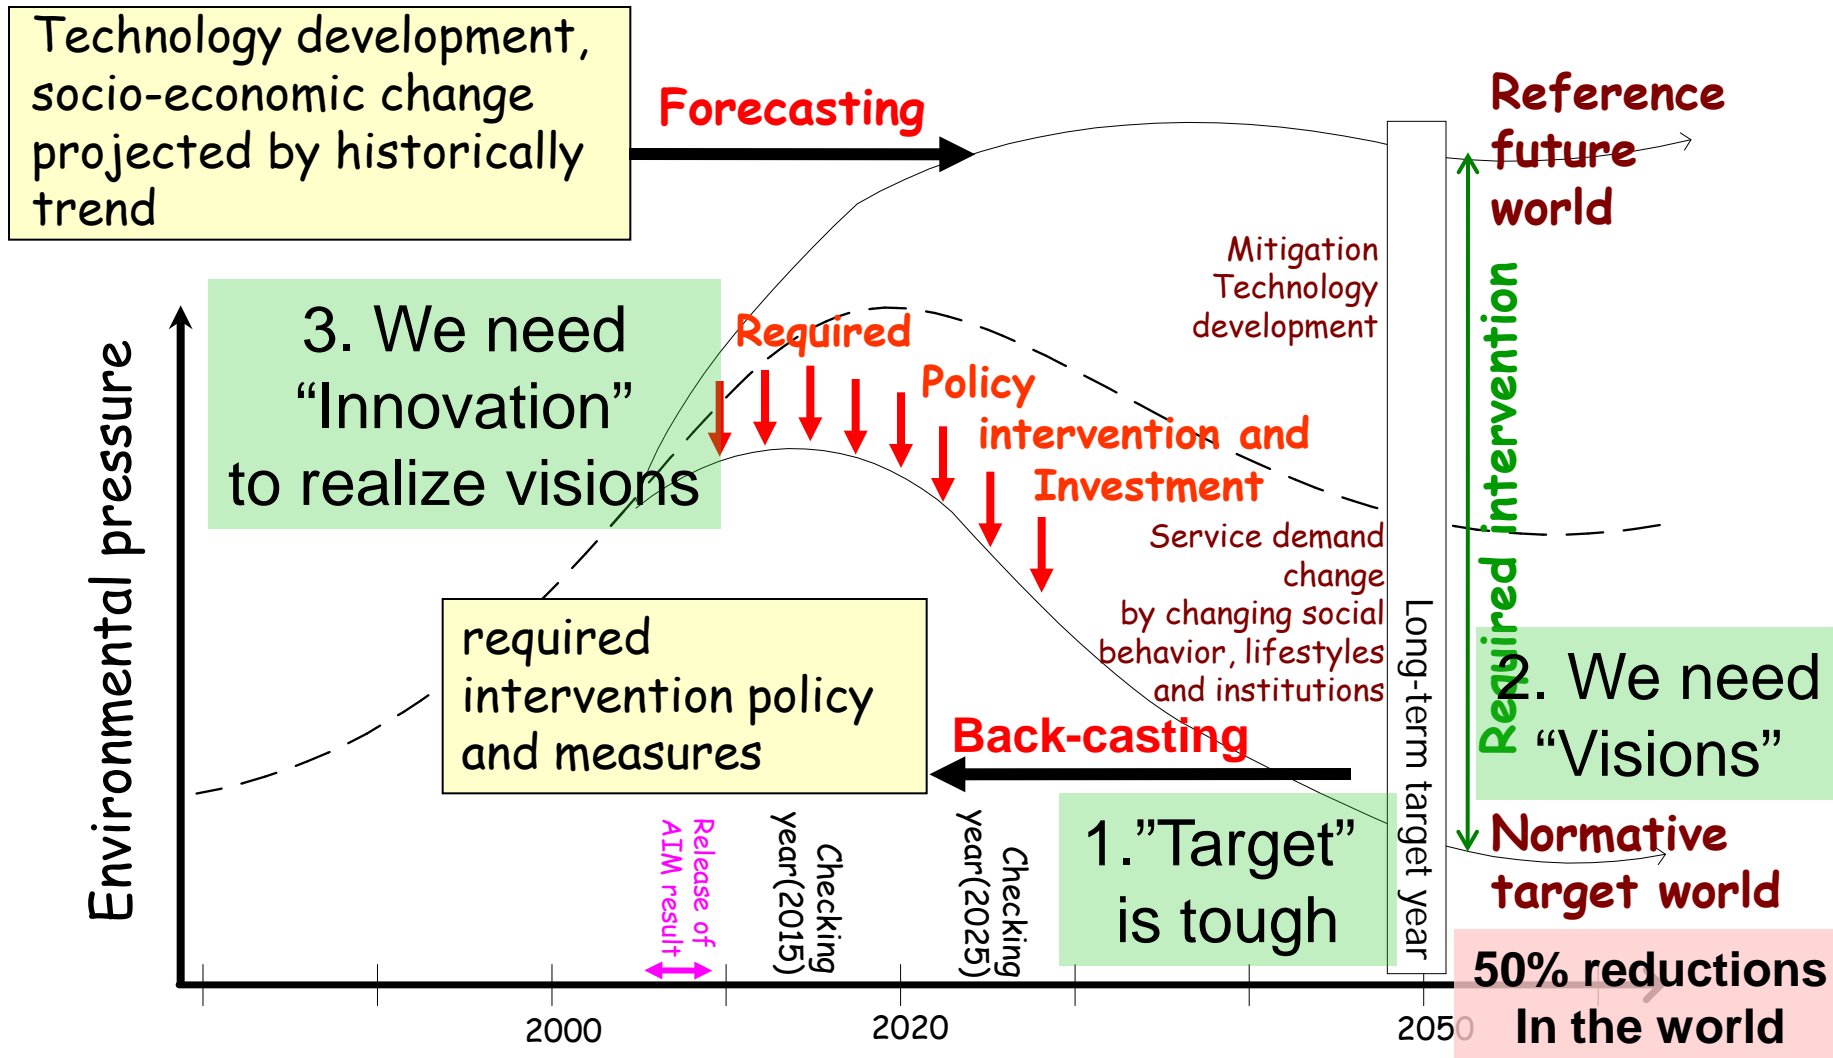 Technology development,
socio-economic change
projected by historically
trend
Forecasting
Reference
future
world
Mitigation
Technology
development
3. We need
“Innovation”
to realize visions
Required
Policy
intervention and
Investment
Required intervention
Environmental pressure
Service demand
change
by changing social
behavior, lifestyles
and institutions
required
intervention policy
and measures
Back-casting
Long-term target year
2. We need
“Visions”
Release of
AIM result
Checking
year(2015)
Checking
year(2025)
1.”Target”
is tough
Normative
target world
50% reductions
In the world
2000
2020
2050